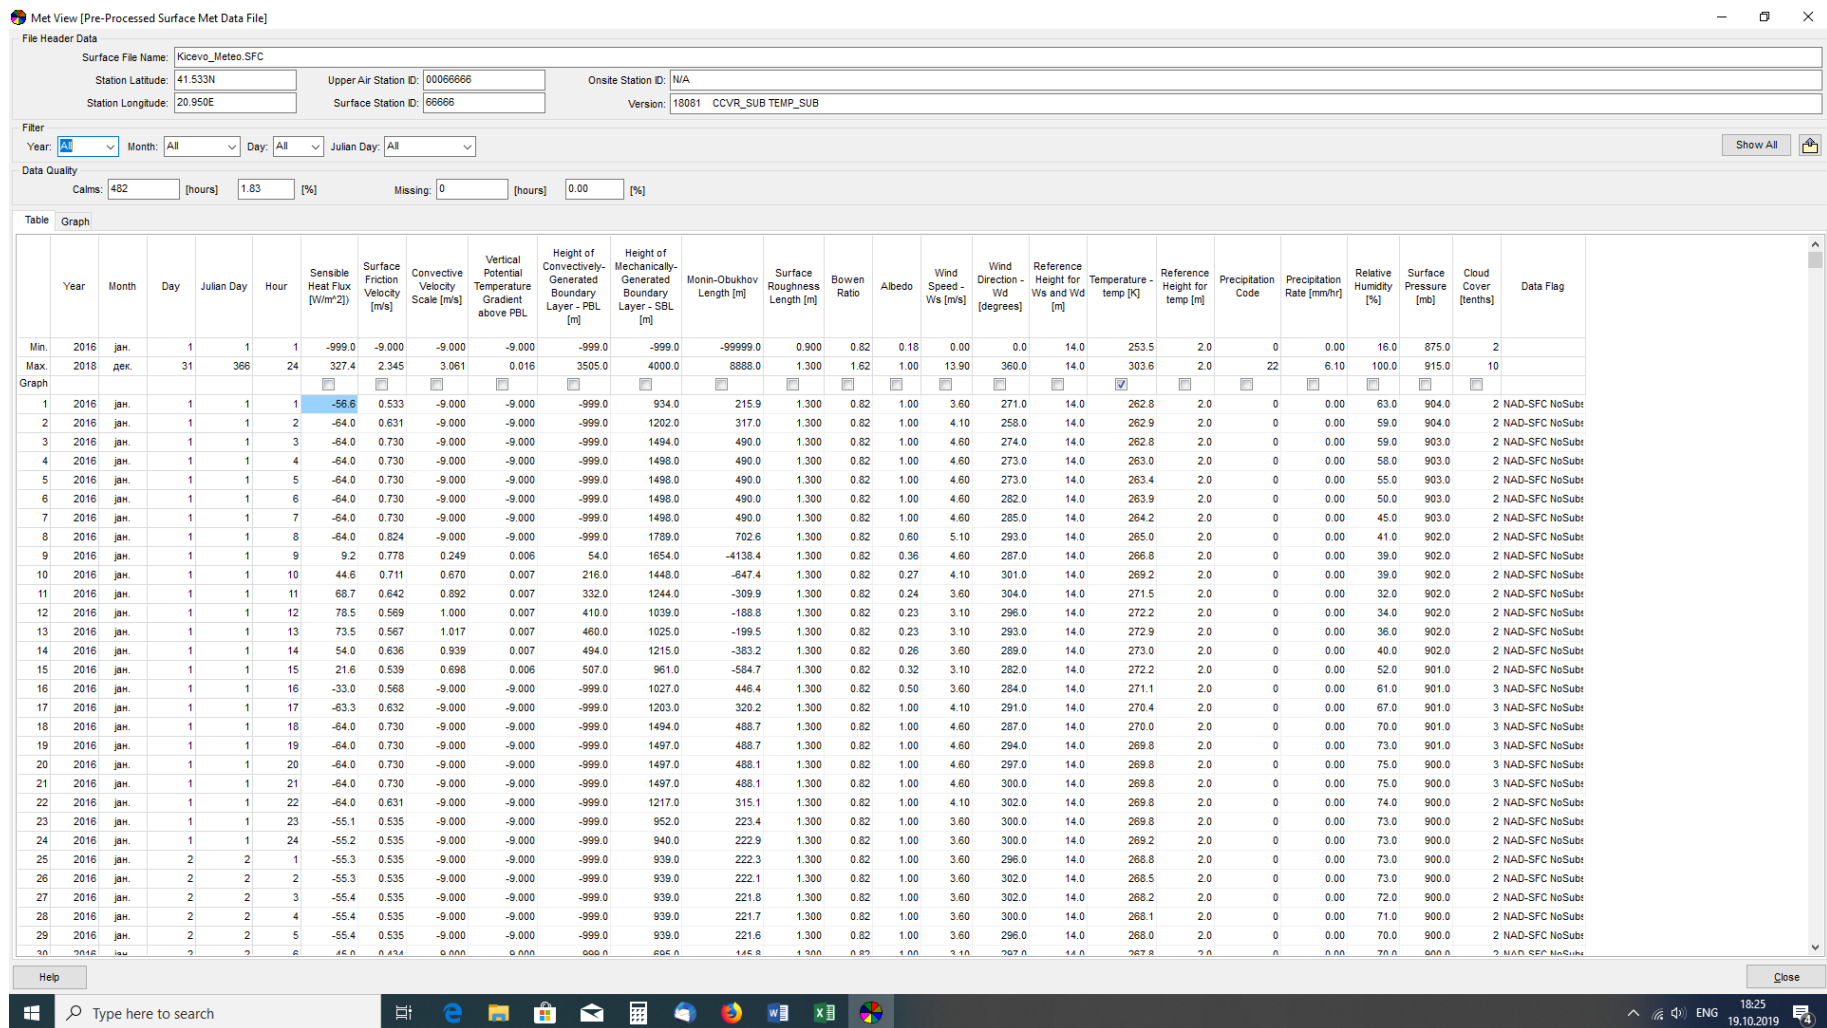 Met View [Pre-Processed Surface Met Data File]
File Header Data
Surface File Name: Kicevo_Meteo.SFC
Station Latitude: 41.533N Upper Air Station ID: 00066666 Onsite Station ID: N/A
Station Longitude: 20.950E Surface Station ID: 66666 Version: 18081 CCVR_SUB TEMP_SUB
Filter
Year: All Month: All Day: All Julian Day: All Show All
Data Quality
Calms: 482 [hours] 1.83 [%] Missing: 0 [hours] 0.00 [%]
Table Graph
Year Month Day Julian Day Hour Sensible Heat Flux [W/m^2]) Surface Friction Velocity [m/s] Convective Velocity Scale [m/s] Vertical Potential Temperature Gradient above PBL Height of Convectively-Generated Boundary Layer - PBL [m] Height of Mechanically-Generated Boundary Layer - SBL [m] Monin-Obukhov Length [m] Surface Roughness Length [m] Bowen Ratio Albedo Wind Speed - Ws [m/s] Wind Direction - Wd [degrees] Reference Height for Ws and Wd [m] Temperature - temp [K] Reference Height for temp [m] Precipitation Code Precipitation Rate [mm/hr] Relative Humidity [%] Surface Pressure [mb] Cloud Cover [tenths] Data Flag
Min. 2016 јан. 1 1 1 -999.0 -9.000 -9.000 -9.000 -999.0 -999.0 -99999.0 0.900 0.82 0.18 0.00 0.0 14.0 253.5 2.0 0 0.00 16.0 875.0 2
Max. 2018 дек. 31 366 24 327.4 2.345 3.061 0.016 3505.0 4000.0 8888.0 1.300 1.62 1.00 13.90 360.0 14.0 303.6 2.0 22 6.10 100.0 915.0 10
Graph
1 2016 јан. 1 1 1 -56.6 0.533 -9.000 -9.000 -999.0 934.0 215.9 1.300 0.82 1.00 3.60 271.0 14.0 262.8 2.0 0 0.00 63.0 904.0 2 NAD-SFC NoSubs
2 2016 јан. 1 1 2 -64.0 0.631 -9.000 -9.000 -999.0 1202.0 317.0 1.300 0.82 1.00 4.10 258.0 14.0 262.9 2.0 0 0.00 59.0 904.0 2 NAD-SFC NoSubs
3 2016 јан. 1 1 3 -64.0 0.730 -9.000 -9.000 -999.0 1494.0 490.0 1.300 0.82 1.00 4.60 274.0 14.0 262.8 2.0 0 0.00 59.0 903.0 2 NAD-SFC NoSubs
4 2016 јан. 1 1 4 -64.0 0.730 -9.000 -9.000 -999.0 1498.0 490.0 1.300 0.82 1.00 4.60 273.0 14.0 263.0 2.0 0 0.00 58.0 903.0 2 NAD-SFC NoSubs
5 2016 јан. 1 1 5 -64.0 0.730 -9.000 -9.000 -999.0 1498.0 490.0 1.300 0.82 1.00 4.60 273.0 14.0 263.4 2.0 0 0.00 55.0 903.0 2 NAD-SFC NoSubs
6 2016 јан. 1 1 6 -64.0 0.730 -9.000 -9.000 -999.0 1498.0 490.0 1.300 0.82 1.00 4.60 282.0 14.0 263.9 2.0 0 0.00 50.0 903.0 2 NAD-SFC NoSubs
7 2016 јан. 1 1 7 -64.0 0.730 -9.000 -9.000 -999.0 1498.0 490.0 1.300 0.82 1.00 4.60 285.0 14.0 264.2 2.0 0 0.00 45.0 903.0 2 NAD-SFC NoSubs
8 2016 јан. 1 1 8 -64.0 0.824 -9.000 -9.000 -999.0 1789.0 702.6 1.300 0.82 0.60 5.10 293.0 14.0 265.0 2.0 0 0.00 41.0 902.0 2 NAD-SFC NoSubs
9 2016 јан. 1 1 9 9.2 0.778 0.249 0.006 54.0 1654.0 -4138.4 1.300 0.82 0.36 4.60 287.0 14.0 266.8 2.0 0 0.00 39.0 902.0 2 NAD-SFC NoSubs
10 2016 јан. 1 1 10 44.6 0.711 0.670 0.007 216.0 1448.0 -647.4 1.300 0.82 0.27 4.10 301.0 14.0 269.2 2.0 0 0.00 39.0 902.0 2 NAD-SFC NoSubs
11 2016 јан. 1 1 11 68.7 0.642 0.892 0.007 332.0 1244.0 -309.9 1.300 0.82 0.24 3.60 304.0 14.0 271.5 2.0 0 0.00 32.0 902.0 2 NAD-SFC NoSubs
12 2016 јан. 1 1 12 78.5 0.569 1.000 0.007 410.0 1039.0 -188.8 1.300 0.82 0.23 3.10 296.0 14.0 272.2 2.0 0 0.00 34.0 902.0 2 NAD-SFC NoSubs
13 2016 јан. 1 1 13 73.5 0.567 1.017 0.007 460.0 1025.0 -199.5 1.300 0.82 0.23 3.10 293.0 14.0 272.9 2.0 0 0.00 36.0 902.0 2 NAD-SFC NoSubs
14 2016 јан. 1 1 14 54.0 0.636 0.939 0.007 494.0 1215.0 -383.2 1.300 0.82 0.26 3.60 289.0 14.0 273.0 2.0 0 0.00 40.0 902.0 2 NAD-SFC NoSubs
15 2016 јан. 1 1 15 21.6 0.539 0.698 0.006 507.0 961.0 -584.7 1.300 0.82 0.32 3.10 282.0 14.0 272.2 2.0 0 0.00 52.0 901.0 2 NAD-SFC NoSubs
16 2016 јан. 1 1 16 -33.0 0.568 -9.000 -9.000 -999.0 1027.0 446.4 1.300 0.82 0.50 3.60 284.0 14.0 271.1 2.0 0 0.00 61.0 901.0 3 NAD-SFC NoSubs
17 2016 јан. 1 1 17 -63.3 0.632 -9.000 -9.000 -999.0 1203.0 320.2 1.300 0.82 1.00 4.10 291.0 14.0 270.4 2.0 0 0.00 67.0 901.0 3 NAD-SFC NoSubs
18 2016 јан. 1 1 18 -64.0 0.730 -9.000 -9.000 -999.0 1494.0 488.7 1.300 0.82 1.00 4.60 287.0 14.0 270.0 2.0 0 0.00 70.0 901.0 3 NAD-SFC NoSubs
19 2016 јан. 1 1 19 -64.0 0.730 -9.000 -9.000 -999.0 1497.0 488.7 1.300 0.82 1.00 4.60 294.0 14.0 269.8 2.0 0 0.00 73.0 901.0 3 NAD-SFC NoSubs
20 2016 јан. 1 1 20 -64.0 0.730 -9.000 -9.000 -999.0 1497.0 488.1 1.300 0.82 1.00 4.60 297.0 14.0 269.8 2.0 0 0.00 75.0 900.0 3 NAD-SFC NoSubs
21 2016 јан. 1 1 21 -64.0 0.730 -9.000 -9.000 -999.0 1497.0 488.1 1.300 0.82 1.00 4.60 300.0 14.0 269.8 2.0 0 0.00 75.0 900.0 3 NAD-SFC NoSubs
22 2016 јан. 1 1 22 -64.0 0.631 -9.000 -9.000 -999.0 1217.0 315.1 1.300 0.82 1.00 4.10 302.0 14.0 269.8 2.0 0 0.00 74.0 900.0 2 NAD-SFC NoSubs
23 2016 јан. 1 1 23 -55.1 0.535 -9.000 -9.000 -999.0 952.0 223.4 1.300 0.82 1.00 3.60 300.0 14.0 269.8 2.0 0 0.00 73.0 900.0 2 NAD-SFC NoSubs
24 2016 јан. 1 1 24 -55.2 0.535 -9.000 -9.000 -999.0 940.0 222.9 1.300 0.82 1.00 3.60 300.0 14.0 269.2 2.0 0 0.00 73.0 900.0 2 NAD-SFC NoSubs
25 2016 јан. 2 2 1 -55.3 0.535 -9.000 -9.000 -999.0 939.0 222.3 1.300 0.82 1.00 3.60 296.0 14.0 268.8 2.0 0 0.00 73.0 900.0 2 NAD-SFC NoSubs
26 2016 јан. 2 2 2 -55.3 0.535 -9.000 -9.000 -999.0 939.0 222.1 1.300 0.82 1.00 3.60 302.0 14.0 268.5 2.0 0 0.00 73.0 900.0 2 NAD-SFC NoSubs
27 2016 јан. 2 2 3 -55.4 0.535 -9.000 -9.000 -999.0 939.0 221.8 1.300 0.82 1.00 3.60 302.0 14.0 268.2 2.0 0 0.00 72.0 900.0 2 NAD-SFC NoSubs
28 2016 јан. 2 2 4 -55.4 0.535 -9.000 -9.000 -999.0 939.0 221.7 1.300 0.82 1.00 3.60 300.0 14.0 268.1 2.0 0 0.00 71.0 900.0 2 NAD-SFC NoSubs
29 2016 јан. 2 2 5 -55.4 0.535 -9.000 -9.000 -999.0 939.0 221.6 1.300 0.82 1.00 3.60 296.0 14.0 268.0 2.0 0 0.00 70.0 900.0 2 NAD-SFC NoSubs
30 2016 јан. 2 2 6 45.0 0.434 9.000 9.000 999.0 695.0 145.8 1.300 0.82 1.00 3.10 297.0 14.0 267.8 2.0 0 0.00 70.0 900.0 2 NAD-SFC NoSubs
Help Close
Type here to search ENG 18:25
19.10.2019 4